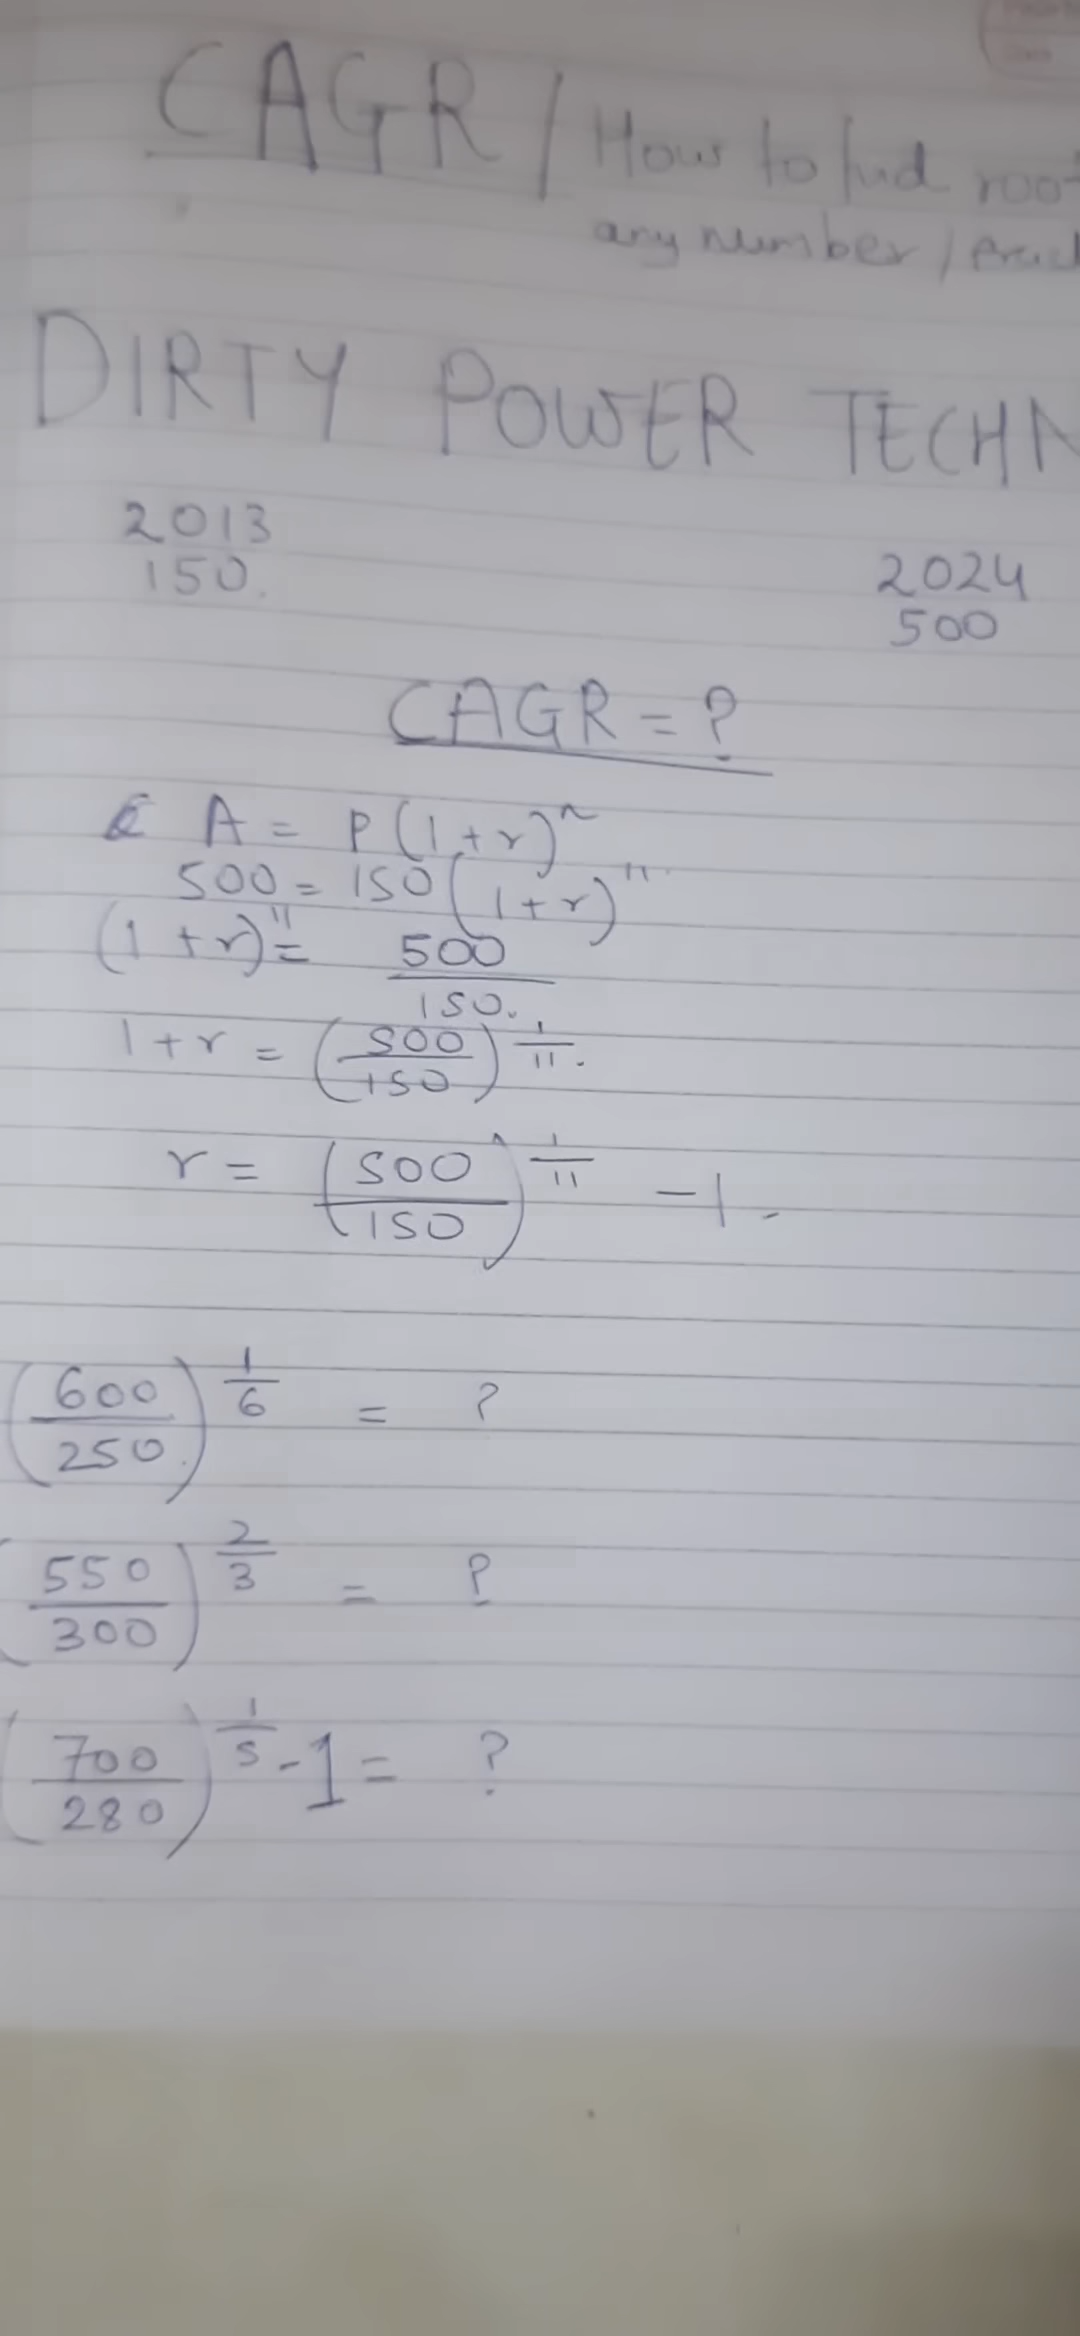 CAGR / How to find root
any number /
DIRTY POWER TECHN
2013 2024
150. 500
CAGR = ?
A = P(1+r)^n
500 = 150(1+r)^11
(1+r)^11 = 500/150.
1+r = (500/150)^1/11.
r = (500/150)^1/11 - 1.
(600/250)^1/6 = ?
(550/300)^2/3 = ?
(700/280)^1/5 - 1 = ?